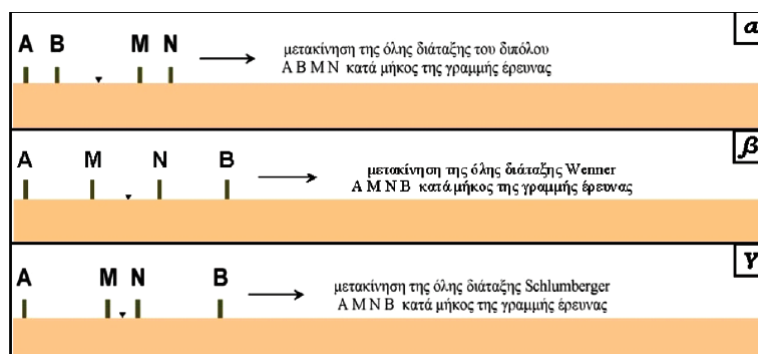 α
A B M N
μετακίνηση της όλης διάταξης του διπόλου
A B M N κατά μήκος της γραμμής έρευνας
β
A M N B
μετακίνηση της όλης διάταξης Wenner
A M N B κατά μήκος της γραμμής έρευνας
γ
A M N B
μετακίνηση της όλης διάταξης Schlumberger
A M N B κατά μήκος της γραμμής έρευνας